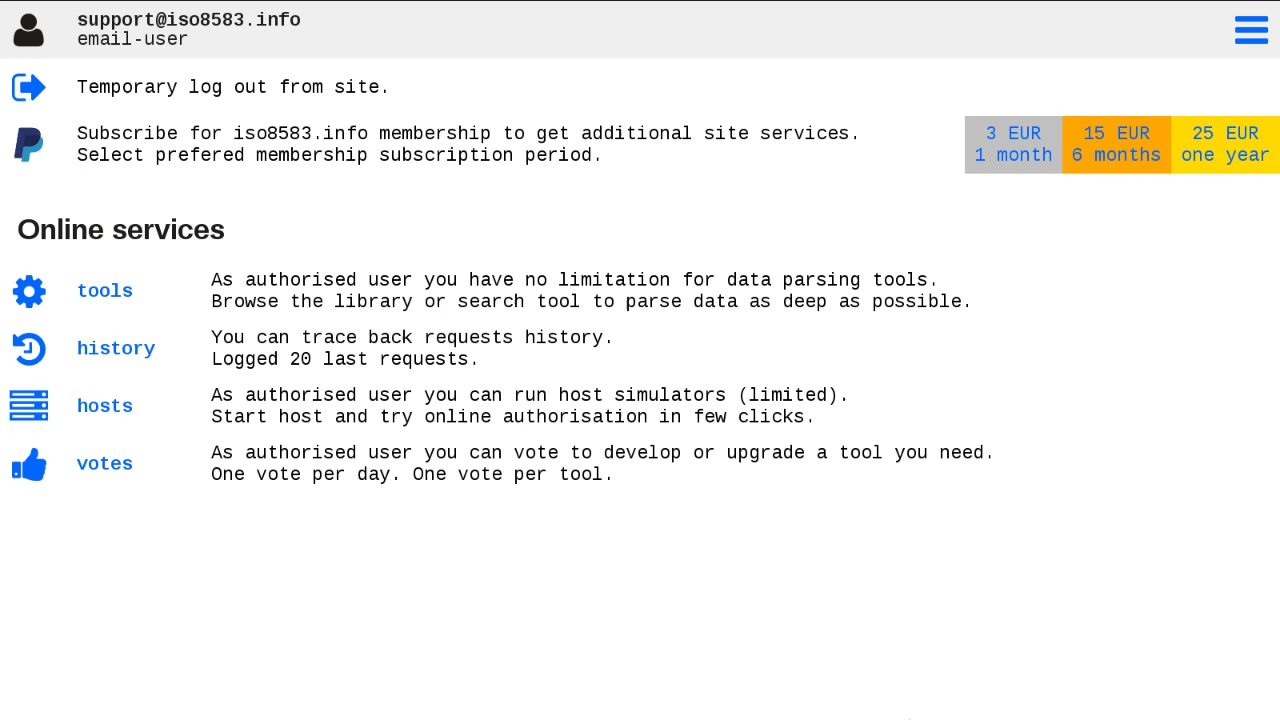 support@iso8583.info
email-user
Temporary log out from site.
Subscribe for iso8583.info membership to get additional site services.
Select prefered membership subscription period.
3 EUR
1 month
15 EUR
6 months
25 EUR
one year
Online services
tools
As authorised user you have no limitation for data parsing tools.
Browse the library or search tool to parse data as deep as possible.
history
You can trace back requests history.
Logged 20 last requests.
hosts
As authorised user you can run host simulators (limited).
Start host and try online authorisation in few clicks.
votes
As authorised user you can vote to develop or upgrade a tool you need.
One vote per day. One vote per tool.